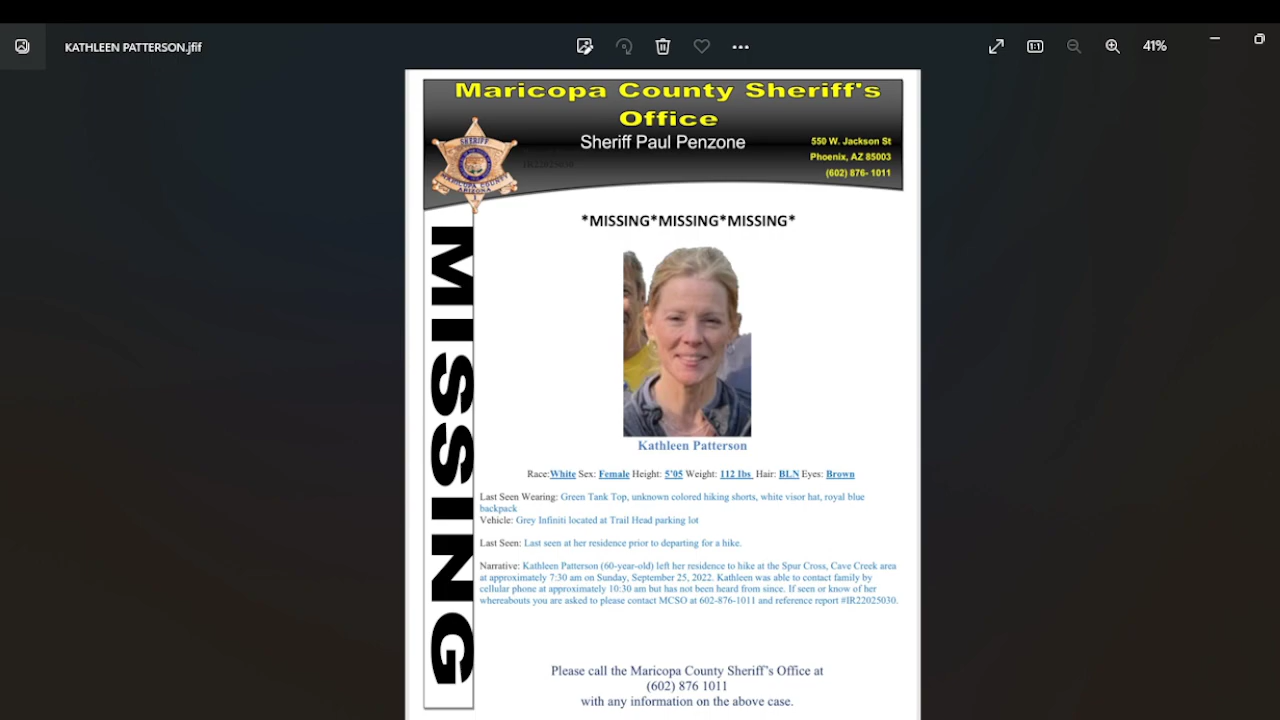 KATHLEEN PATTERSON.jfif
41%
Maricopa County Sheriff's
Office
Sheriff Paul Penzone
550 W. Jackson St
Phoenix, AZ 85003
(602) 876- 1011
IR22025030
SHERIFF
MARICOPA COUNTY
ARIZONA
*MISSING*MISSING*MISSING*
MISSING
Kathleen Patterson
Race:White Sex: Female Height: 5'05 Weight: 112 lbs Hair: BLN Eyes: Brown
Last Seen Wearing: Green Tank Top, unknown colored hiking shorts, white visor hat, royal blue
backpack
Vehicle: Grey Infiniti located at Trail Head parking lot
Last Seen: Last seen at her residence prior to departing for a hike.
Narrative: Kathleen Patterson (60-year-old) left her residence to hike at the Spur Cross, Cave Creek area
at approximately 7:30 am on Sunday, September 25, 2022. Kathleen was able to contact family by
cellular phone at approximately 10:30 am but has not been heard from since. If seen or know of her
whereabouts you are asked to please contact MCSO at 602-876-1011 and reference report #IR22025030.
Please call the Maricopa County Sheriff's Office at
(602) 876 1011
with any information on the above case.